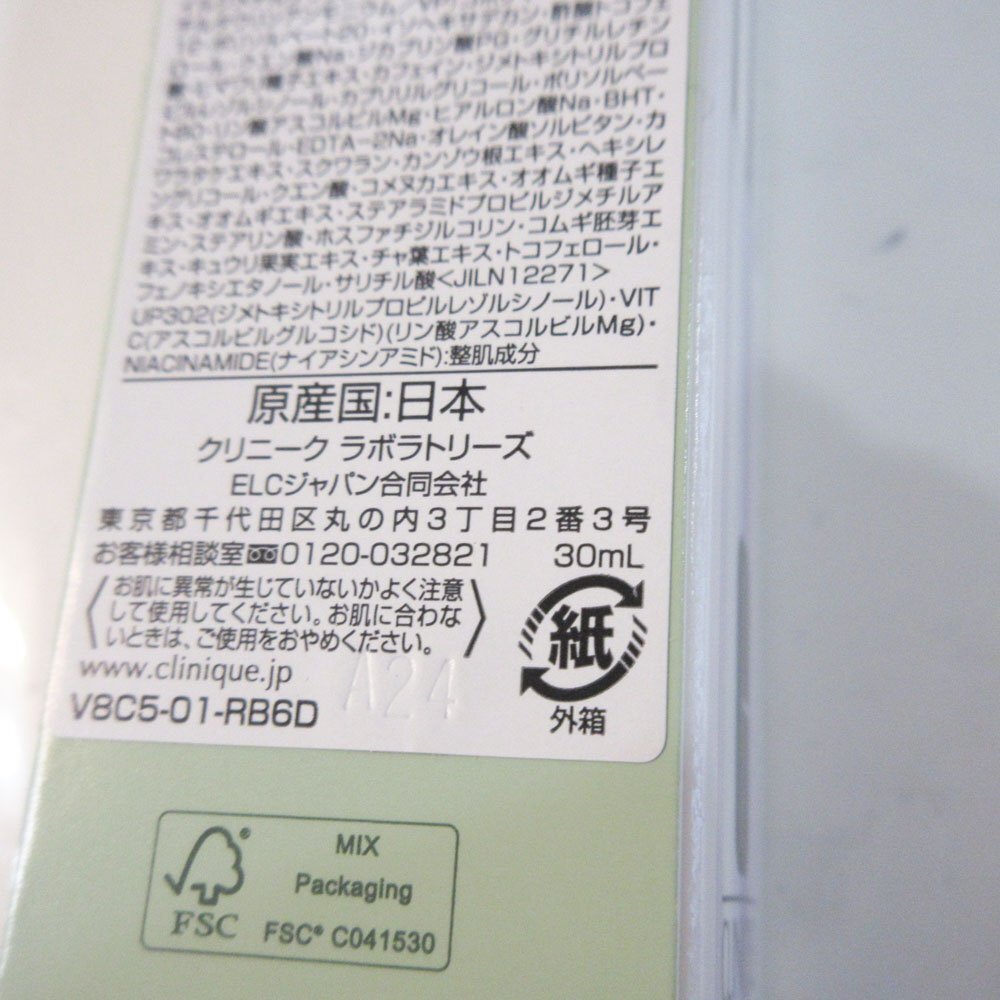 12・ポリソルベート20・イソヘキサデカン・酢酸トコフェ
ロール・クエン酸Na・ジカプリン酸PG・グリチルレチン
酸・ヒマワリ種子エキス・カフェイン・ジメトキシトリルプロ
ピルレゾルシノール・カプリリルグリコール・ポリソルベー
ト80・リン酸アスコルビルMg・ヒアルロン酸Na・BHT・
コレステロール・EDTA-2Na・オレイン酸ソルビタン・カ
ワラタケエキス・スクワラン・カンゾウ根エキス・ヘキシレ
ングリコール・クエン酸・コメヌカエキス・オオムギ種子エ
キス・オオムギエキス・ステアラミドプロピルジメチルア
ミン・ステアリン酸・ホスファチジルコリン・コムギ胚芽エ
キス・キュウリ果実エキス・チャ葉エキス・トコフェロール・
フェノキシエタノール・サリチル酸<JILN12271>
UP302(ジメトキシトリルプロピルレゾルシノール)・VIT
C(アスコルビルグルコシド)(リン酸アスコルビルMg)・
NIACINAMIDE(ナイアシンアミド):整肌成分
原産国:日本
クリニーク ラボラトリーズ
ELCジャパン合同会社
東京都千代田区丸の内3丁目2番3号
お客様相談室 0120-032821 30mL
お肌に異常が生じていないかよく注意
して使用してください。お肌に合わな
いときは、ご使用をおやめください。
www.clinique.jp
A24
V8C5-01-RB6D
紙
外箱
MIX
Packaging
FSC® C041530
FSC